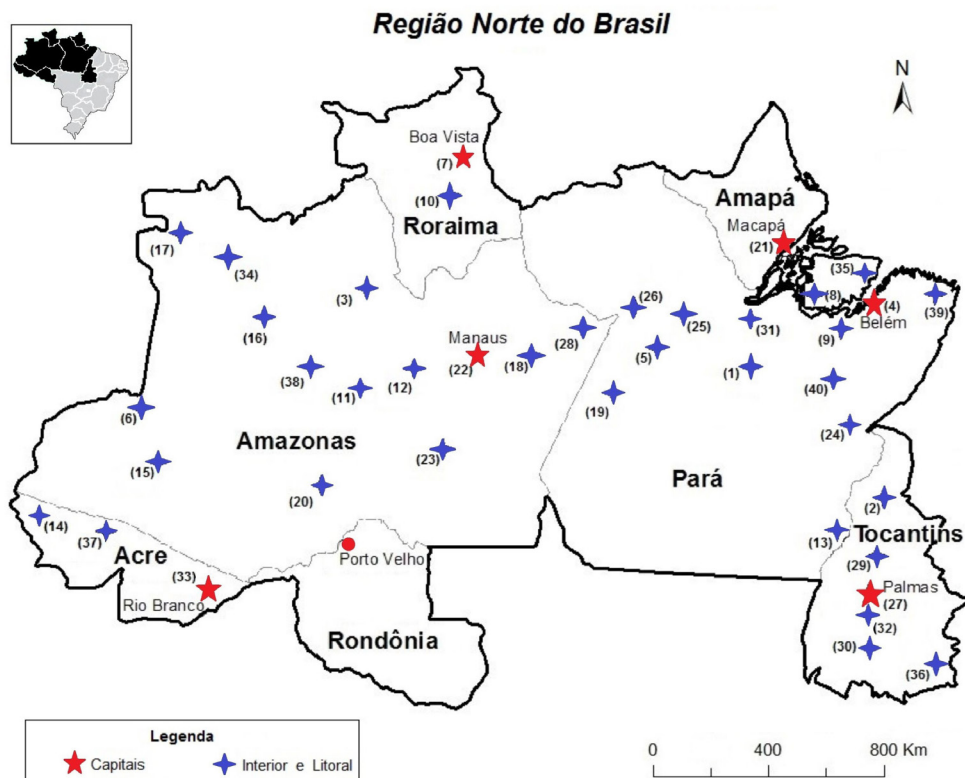 Região Norte do Brasil
N
Boa Vista
(7)
(10)
Roraima
Amapá
Macapá
(21)
(17)
(34)
(35)
(3)
(8)
(4)
(39)
Belém
(26)
(16)
(25)
(31)
(28)
(9)
Manaus
(22)
(18)
(5)
(38)
(12)
(1)
(11)
(40)
(19)
(6)
(24)
Amazonas
(23)
(15)
Pará
(20)
(2)
(14)
(37)
Acre
(13)
Tocantins
Porto Velho
(29)
(33)
Rio Branco
Palmas
(27)
(32)
Rondônia
(30)
(36)
Legenda
Capitais
Interior e Litoral
0 400 800 Km